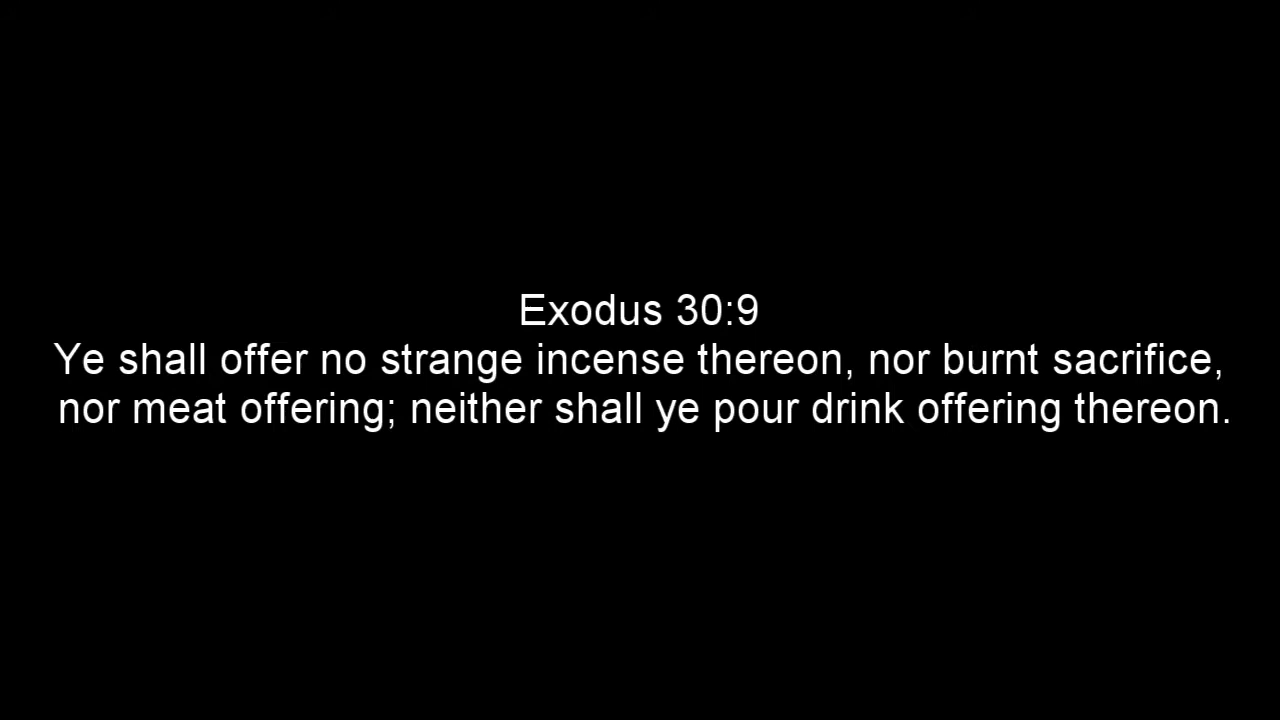 Exodus 30:9
Ye shall offer no strange incense thereon, nor burnt sacrifice,
nor meat offering; neither shall ye pour drink offering thereon.